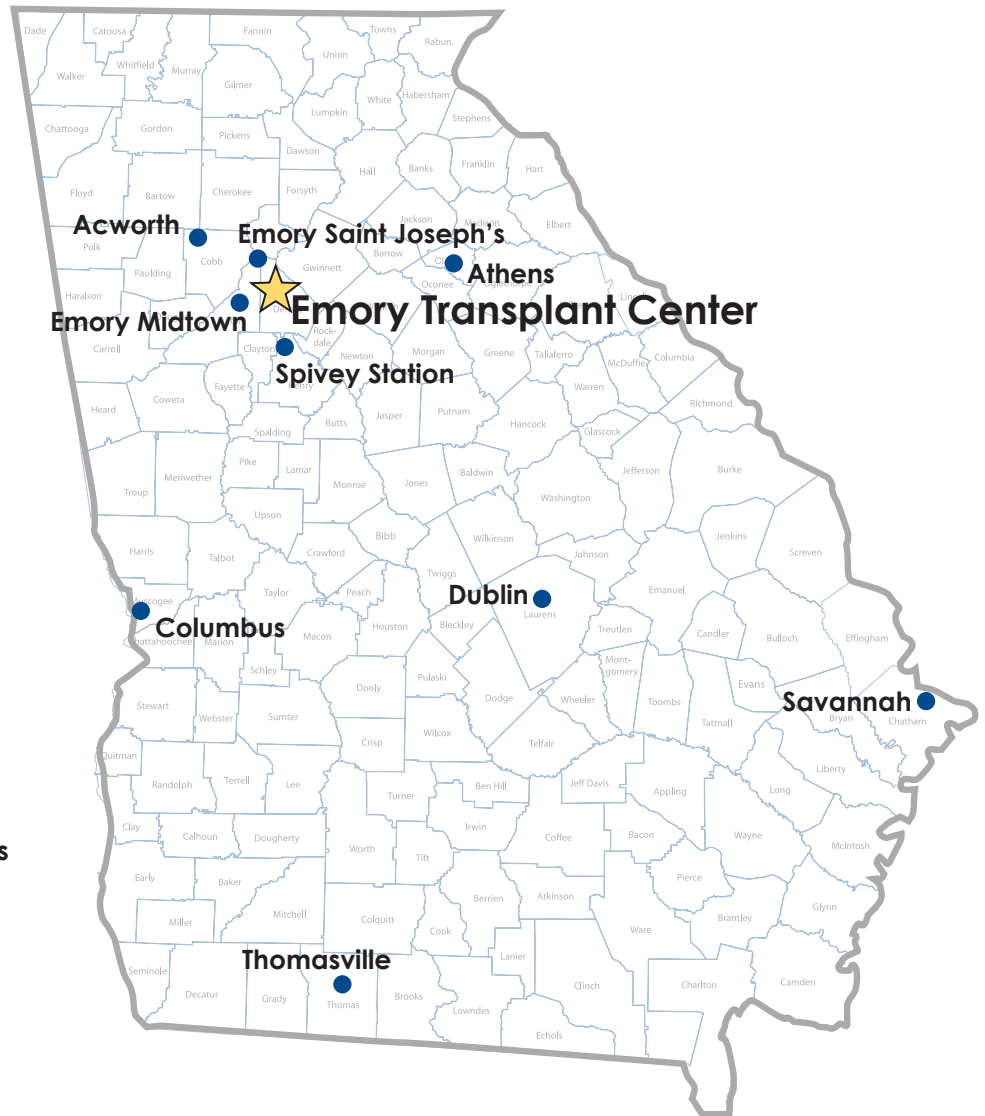 Dade
Catoosa
Fannin
Towns
Rabun
Union
Whitfield
Murray
Walker
Gilmer
White
Habersham
Lumpkin
Stephens
Chattooga
Gordon
Pickens
Dawson
Hall
Banks
Franklin
Hart
Floyd
Bartow
Cherokee
Forsyth
Jackson
Madison
Elbert
Acworth
Emory Saint Joseph's
Polk
Cobb
Gwinnett
Barrow
Athens
Paulding
Oconee
Oglethorpe
Haralson
Emory Transplant Center
Emory Midtown
Rock-
dale
Carroll
Clayton
Newton
Morgan
Greene
Taliaferro
McDuffie
Columbia
Spivey Station
Fayette
Henry
Warren
Heard
Coweta
Spalding
Butts
Jasper
Putnam
Hancock
Glascock
Richmond
Pike
Lamar
Meriwether
Troup
Monroe
Jones
Baldwin
Washington
Jefferson
Burke
Upson
Bibb
Wilkinson
Jenkins
Screven
Harris
Talbot
Crawford
Twiggs
Johnson
Emanuel
Muscogee
Taylor
Peach
Dublin
Laurens
Columbus
Chattahoochee
Marion
Macon
Houston
Bleckley
Treutlen
Candler
Bulloch
Effingham
Schley
Mont-
gomery
Stewart
Webster
Sumter
Dooly
Pulaski
Dodge
Wheeler
Toombs
Evans
Tattnall
Savannah
Bryan
Chatham
Quitman
Crisp
Wilcox
Telfair
Randolph
Terrell
Lee
Turner
Ben Hill
Jeff Davis
Appling
Long
Liberty
Clay
Calhoun
Dougherty
Worth
Tift
Irwin
Coffee
Bacon
Wayne
McIntosh
s
Early
Baker
Mitchell
Berrien
Atkinson
Pierce
Miller
Colquitt
Cook
Ware
Brantley
Glynn
Thomasville
Lanier
Seminole
Decatur
Grady
Thomas
Brooks
Lowndes
Clinch
Charlton
Camden
Echols